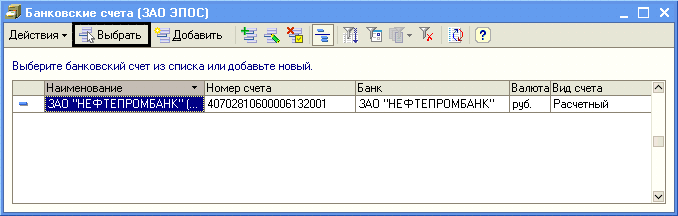 Банковские счета (ЗАО ЭПОС)
Действия Выбрать Добавить
Выберите банковский счет из списка или добавьте новый.
Наименование Номер счета Банк Валюта Вид счета
ЗАО "НЕФТЕПРОМБАНК" (... 40702810600006132001 ЗАО "НЕФТЕПРОМБАНК" руб. Расчетный